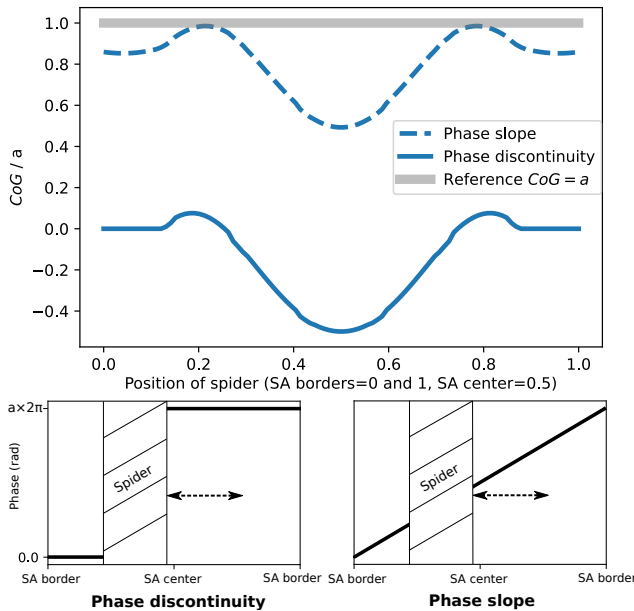 1.0
0.8
0.6
0.4
0.2
0.0
−0.2
−0.4
CoG / a
Phase slope
Phase discontinuity
Reference CoG = a
0.0 0.2 0.4 0.6 0.8 1.0
Position of spider (SA borders=0 and 1, SA center=0.5)
a×2π
Phase (rad)
0.0
Spider
SA border SA center SA border
Phase discontinuity
Spider
SA border SA center SA border
Phase slope